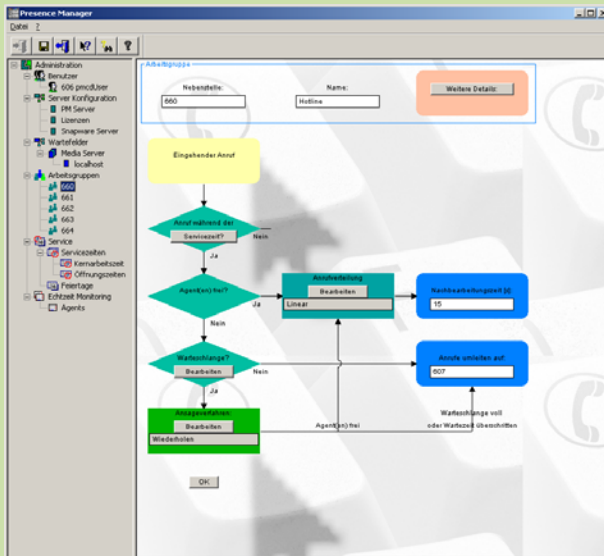 Presence Manager
Datei ?
Administration
Benutzer
606 pmcdUser
Server Konfiguration
PM Server
Lizenzen
Snapware Server
Wartefelder
Media Server
localhost
Arbeitsgruppen
660
661
662
663
664
Service
Servicezeiten
Kernarbeitszeit
Öffnungszeiten
Feiertage
Echtzeit Monitoring
Agents
Arbeitsgruppe
Nebenstelle:
660
Name:
Hotline
Weitere Details:
Eingehender Anruf
Anruf während der
Servicezeit?
Nein
Ja
Agent(en) frei?
Ja
Nein
Anrufverteilung
Bearbeiten
Linear
Nachbearbeitungszeit [s]:
15
Warteschlange?
Bearbeiten
Nein
Ja
Anrufe umleiten auf:
607
Ansageverfahren:
Bearbeiten
Wiederholen
Agent(en) frei
Warteschlange voll
oder Wartezeit überschritten
OK